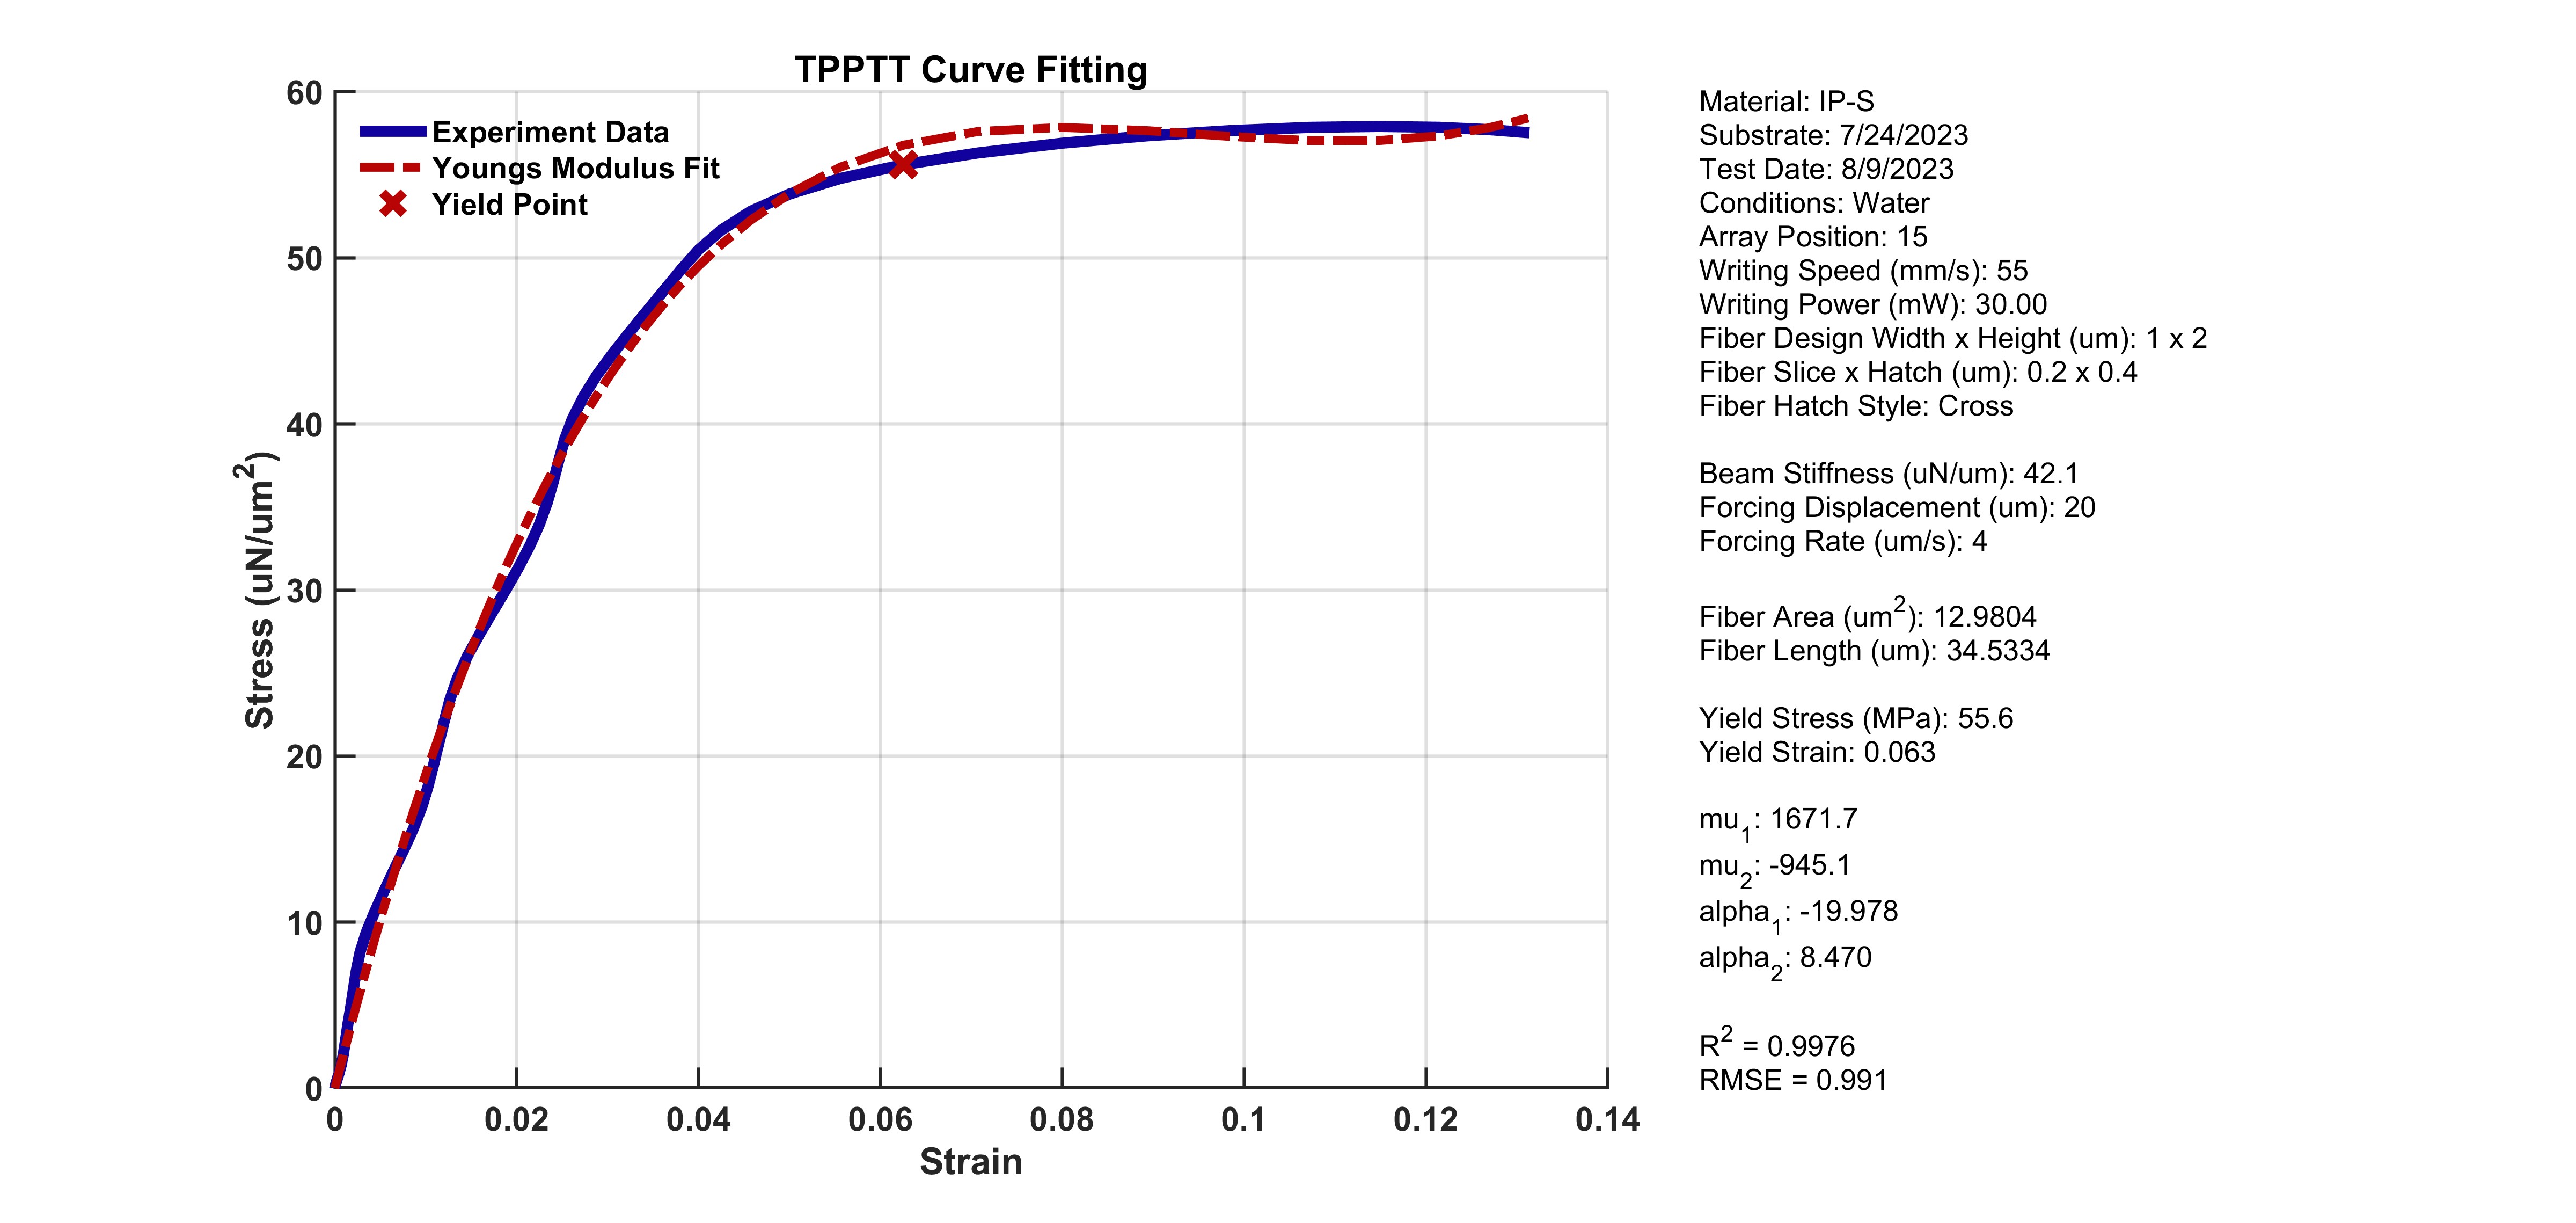 TPPTT Curve Fitting
60
50
40
30
20
10
0
Stress (uN/um²)
0 0.02 0.04 0.06 0.08 0.1 0.12 0.14
Strain
Experiment Data
Youngs Modulus Fit
Yield Point
Material: IP-S
Substrate: 7/24/2023
Test Date: 8/9/2023
Conditions: Water
Array Position: 15
Writing Speed (mm/s): 55
Writing Power (mW): 30.00
Fiber Design Width x Height (um): 1 x 2
Fiber Slice x Hatch (um): 0.2 x 0.4
Fiber Hatch Style: Cross
Beam Stiffness (uN/um): 42.1
Forcing Displacement (um): 20
Forcing Rate (um/s): 4
Fiber Area (um²): 12.9804
Fiber Length (um): 34.5334
Yield Stress (MPa): 55.6
Yield Strain: 0.063
mu₁: 1671.7
mu₂: -945.1
alpha₁: -19.978
alpha₂: 8.470
R² = 0.9976
RMSE = 0.991